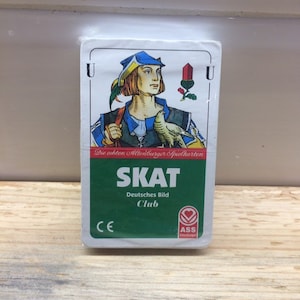 Die echten Altenburger Spielkarten
SKAT
Deutsches Bild
Club
CE
ASS